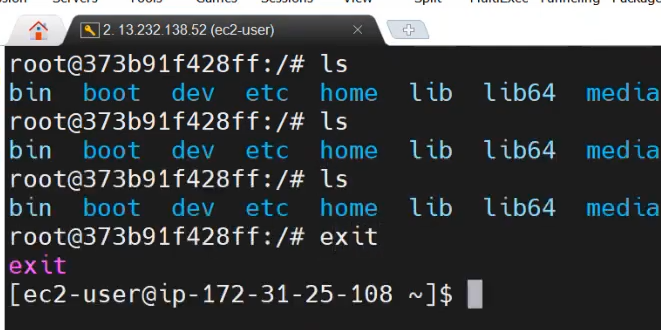 Servers Tools Games Sessions View Split MultiExec Tunneling Packages
2. 13.232.138.52 (ec2-user)
root@373b91f428ff:/# ls
bin boot dev etc home lib lib64 media
root@373b91f428ff:/# ls
bin boot dev etc home lib lib64 media
root@373b91f428ff:/# ls
bin boot dev etc home lib lib64 media
root@373b91f428ff:/# exit
exit
[ec2-user@ip-172-31-25-108 ~]$